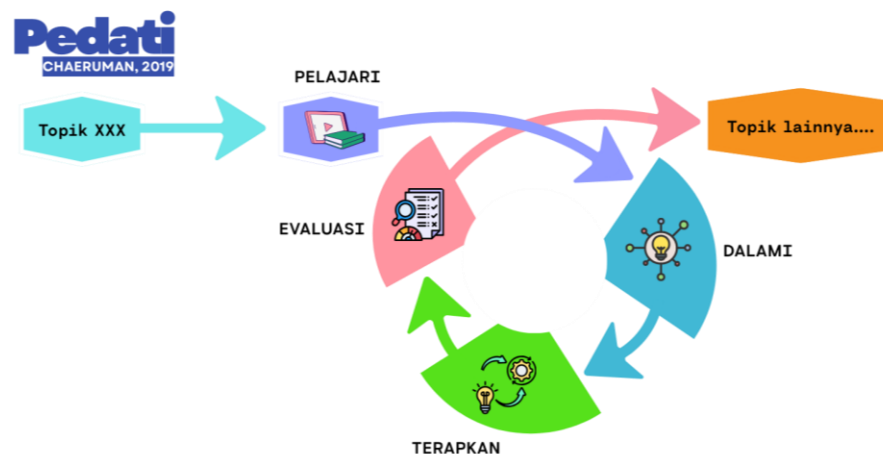 Pedati
CHAERUMAN, 2019
PELAJARI
Topik XXX
Topik lainnya....
EVALUASI
DALAMI
TERAPKAN